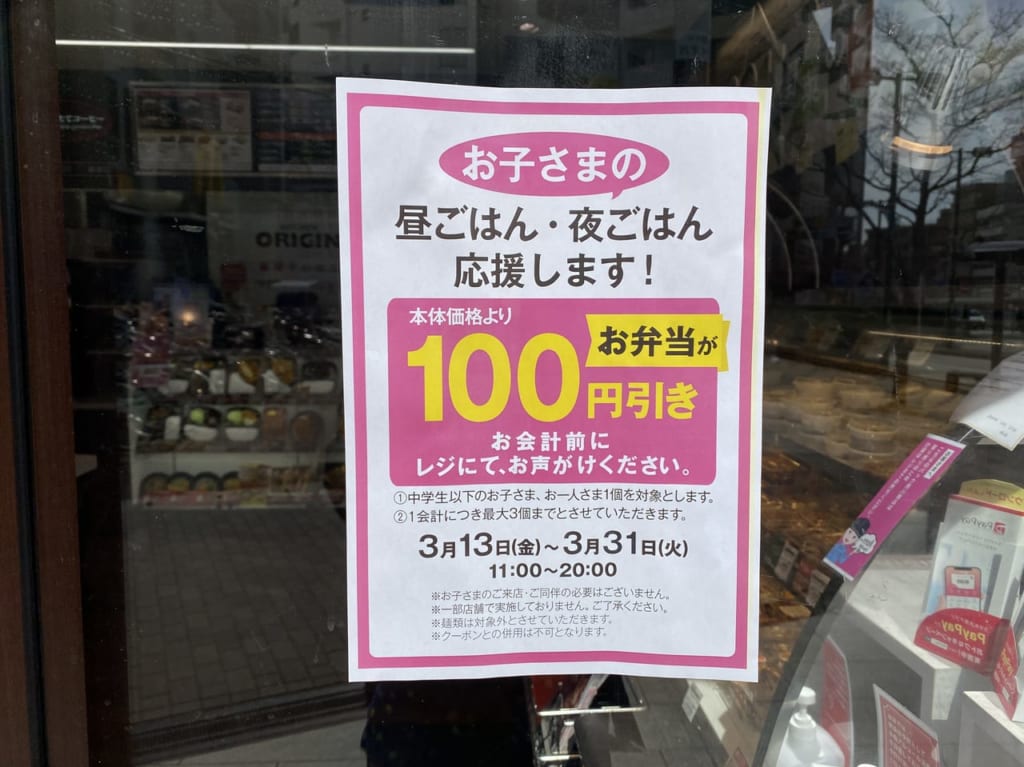 お子さまの
昼ごはん・夜ごはん
応援します！
本体価格より
お弁当が
100円引き
お会計前に
レジにて、お声がけください。
①中学生以下のお子さま、お一人さま1個を対象とします。
②1会計につき最大3個までとさせていただきます。
3月13日(金)～3月31日(火)
11:00～20:00
※お子さまのご来店・ご同伴の必要はございません。
※一部店舗で実施しておりません。ご了承ください。
※麺類は対象外とさせていただきます。
※クーポンとの併用は不可となります。
ORIGIN
PayPay
PayPay